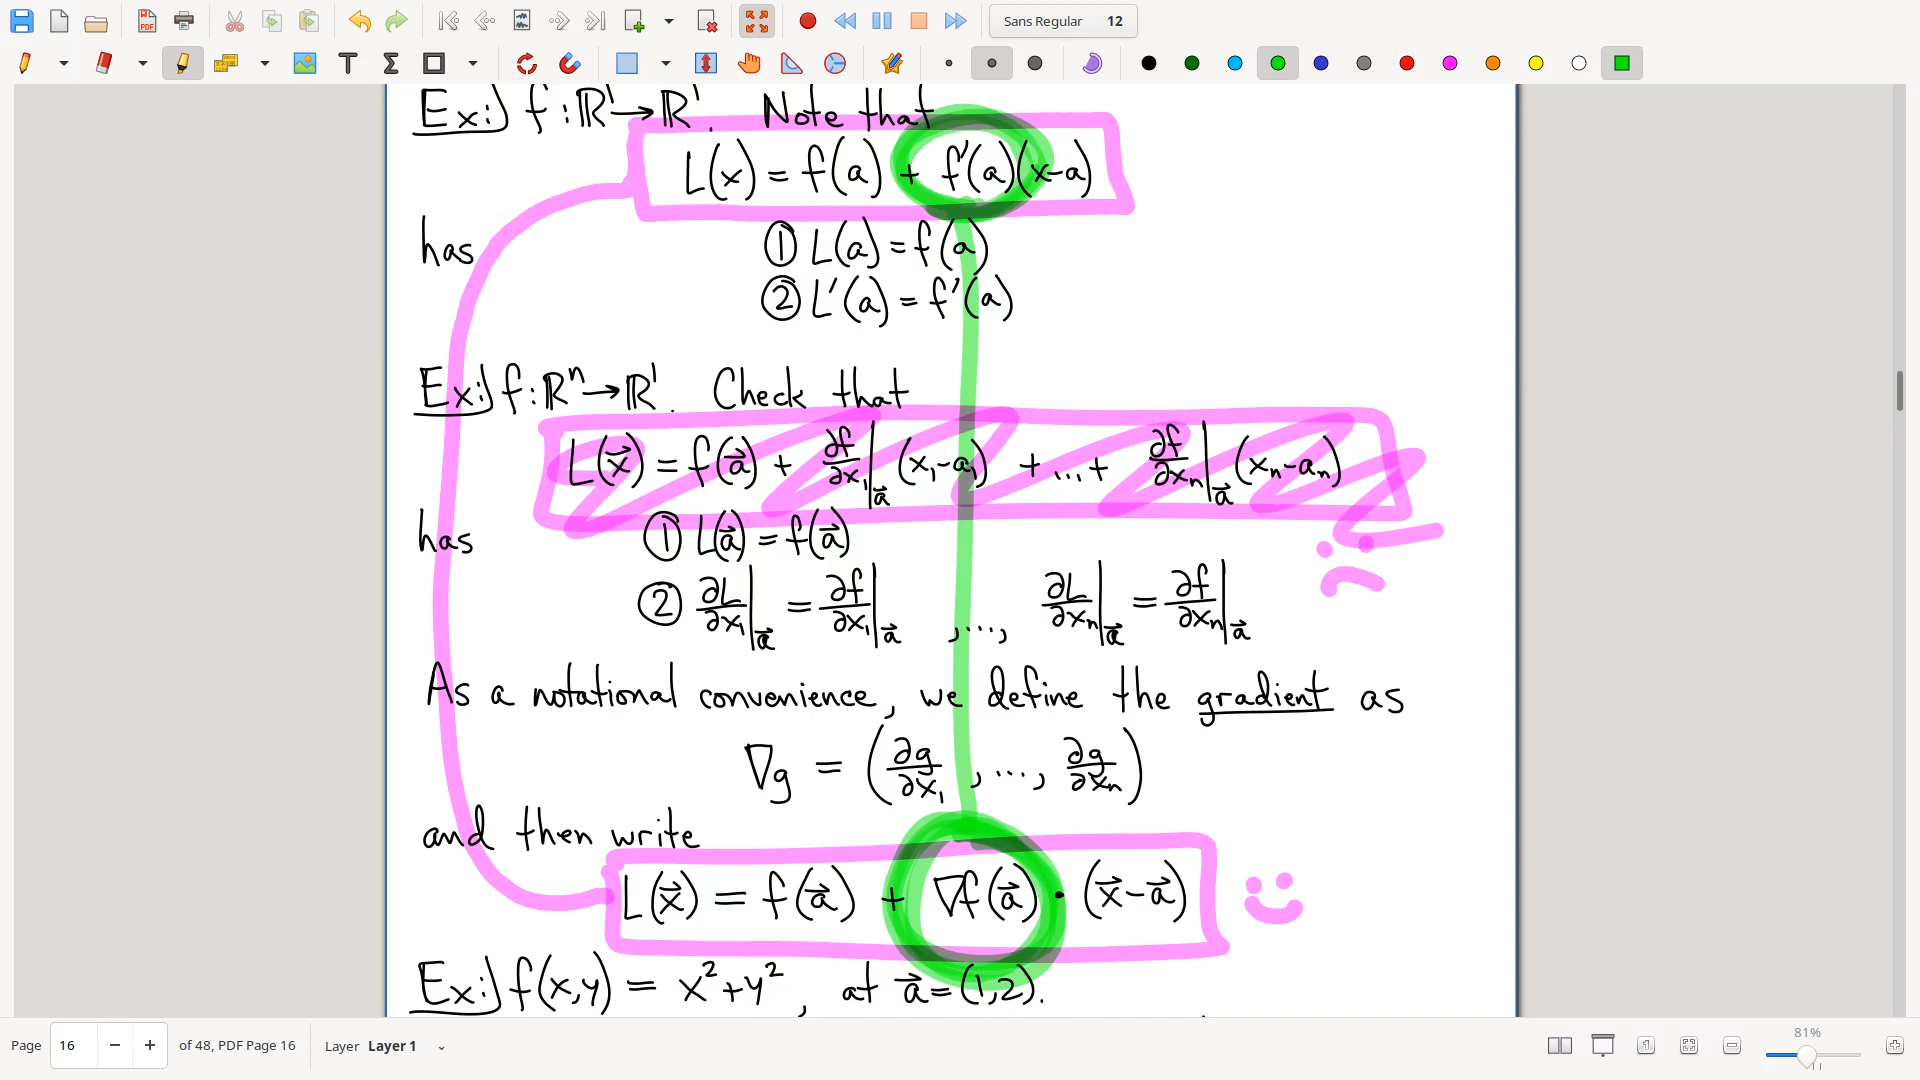 Sans Regular 12
Ex:) f : ℝ¹→ℝ¹. Note that
L(x) = f(a) + f'(a)(x-a)
has
① L(a) = f(a)
② L'(a) = f'(a)
Ex:) f : ℝⁿ→ℝ¹. Check that
L(x⃗) = f(a⃗) + ∂f/∂x₁|a⃗ (x₁-a₁) + ... + ∂f/∂xₙ|a⃗ (xₙ-aₙ)
has ① L(a⃗) = f(a⃗)
② ∂L/∂x₁|a⃗ = ∂f/∂x₁|a⃗ , ..., ∂L/∂xₙ|a⃗ = ∂f/∂xₙ|a⃗
As a notational convenience, we define the gradient as
∇g = (∂g/∂x₁ , ..., ∂g/∂xₙ)
and then write
L(x⃗) = f(a⃗) + ∇f(a⃗) · (x⃗-a⃗)
Ex:) f(x,y) = x²+y², at a⃗=(1,2).
Page 16 of 48, PDF Page 16 Layer Layer 1 81%